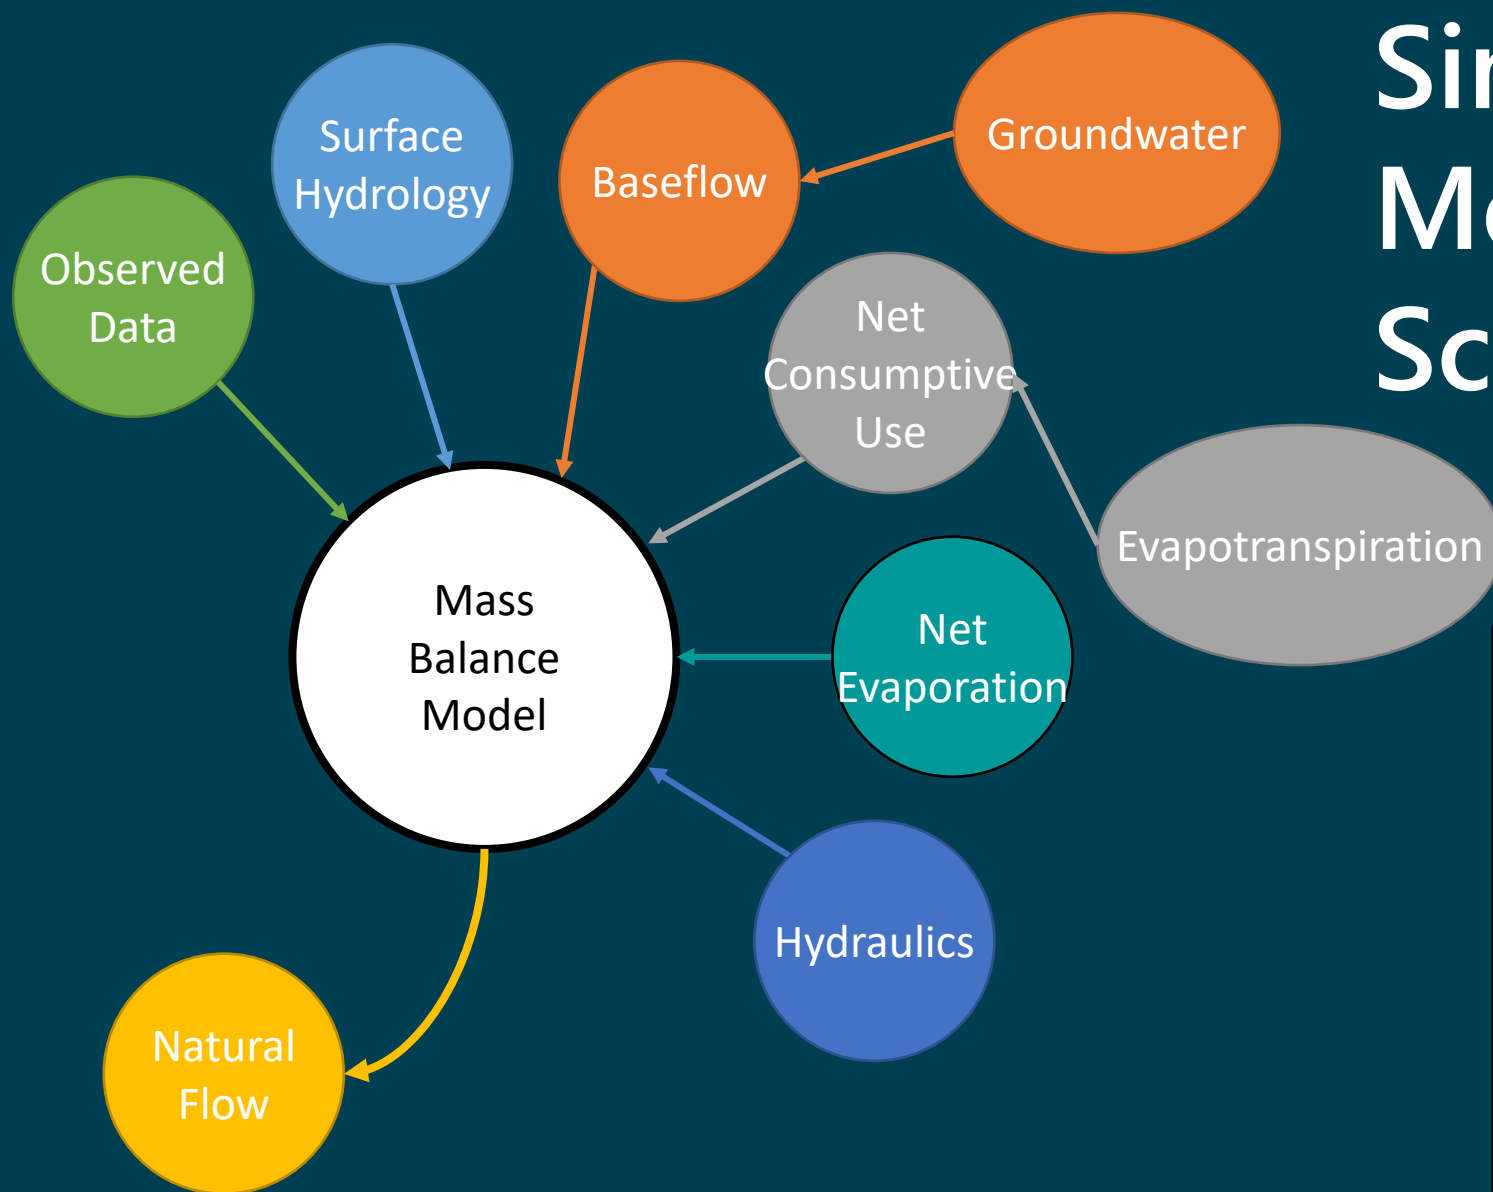 Surface
Hydrology
Baseflow
Groundwater
Observed
Data
Net
Consumptive
Use
Evapotranspiration
Mass
Balance
Model
Net
Evaporation
Hydraulics
Natural
Flow